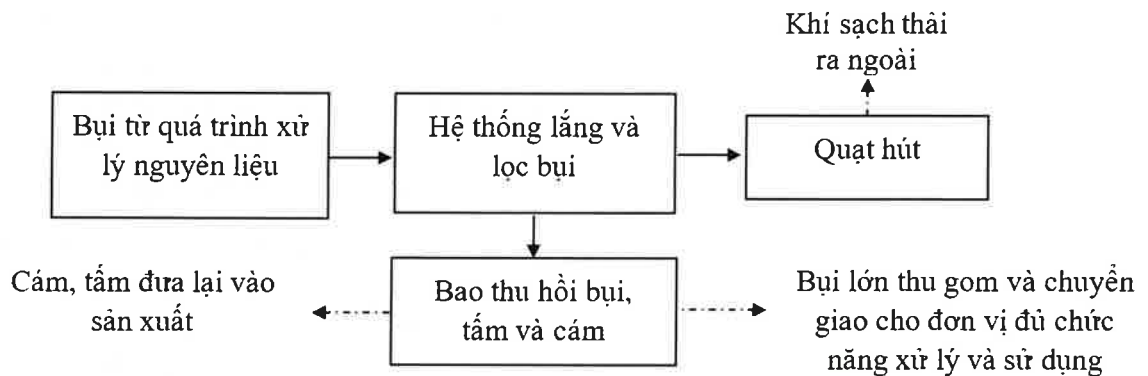 Khí sạch thải
ra ngoài
Bụi từ quá trình xử
lý nguyên liệu
Hệ thống lắng và
lọc bụi
Quạt hút
Cám, tấm đưa lại vào
sản xuất
Bao thu hồi bụi,
tấm và cám
Bụi lớn thu gom và chuyển
giao cho đơn vị đủ chức
năng xử lý và sử dụng